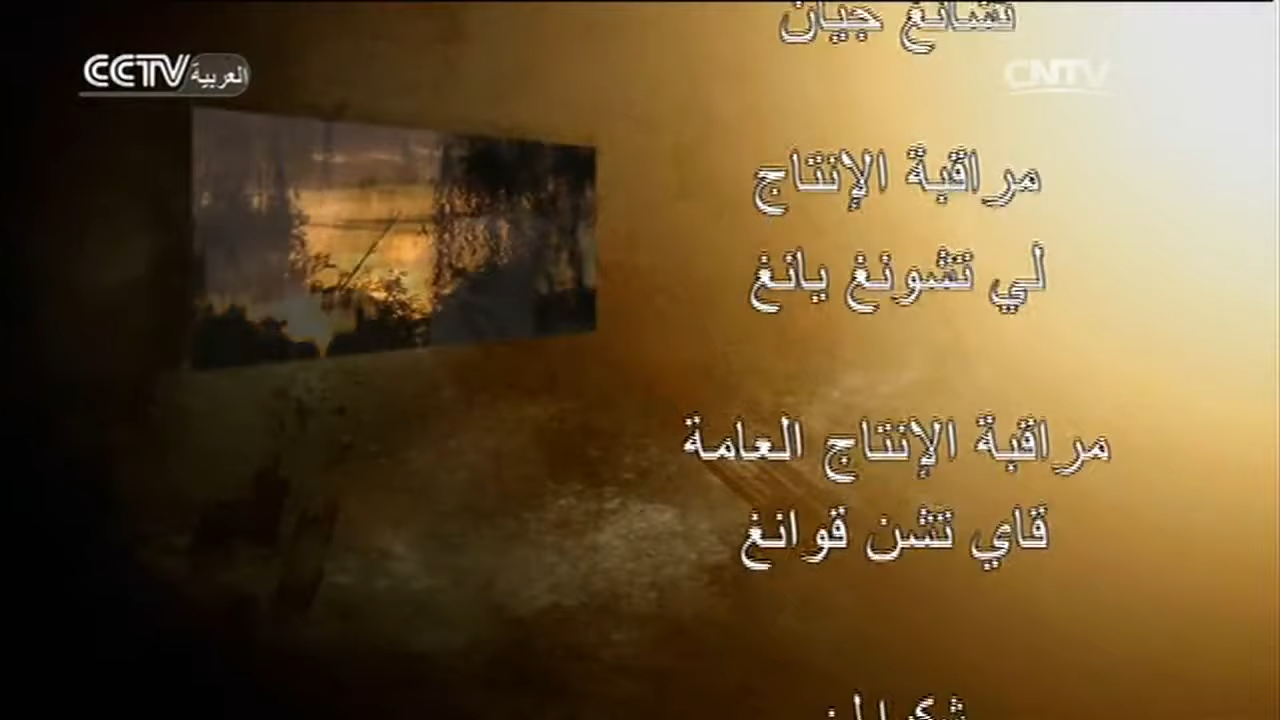 تشانغ جيان
CCTV العربية
CNTV
مراقبة الإنتاج
لي تشونغ يانغ
مراقبة الإنتاج العامة
قاي تشن قوانغ